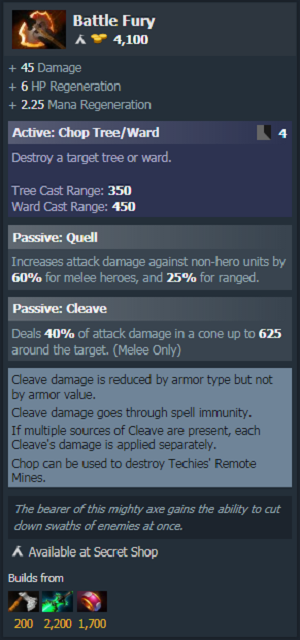 Battle Fury
4,100
+ 45 Damage
+ 6 HP Regeneration
+ 2.25 Mana Regeneration
Active: Chop Tree/Ward 4
Destroy a target tree or ward.
Tree Cast Range: 350
Ward Cast Range: 450
Passive: Quell
Increases attack damage against non-hero units by
60% for melee heroes, and 25% for ranged.
Passive: Cleave
Deals 40% of attack damage in a cone up to 625
around the target. (Melee Only)
Cleave damage is reduced by armor type but not
by armor value.
Cleave damage goes through spell immunity.
If multiple sources of Cleave are present, each
Cleave's damage is applied separately.
Chop can be used to destroy Techies' Remote
Mines.
The bearer of this mighty axe gains the ability to cut
down swaths of enemies at once.
Available at Secret Shop
Builds from
200 2,200 1,700